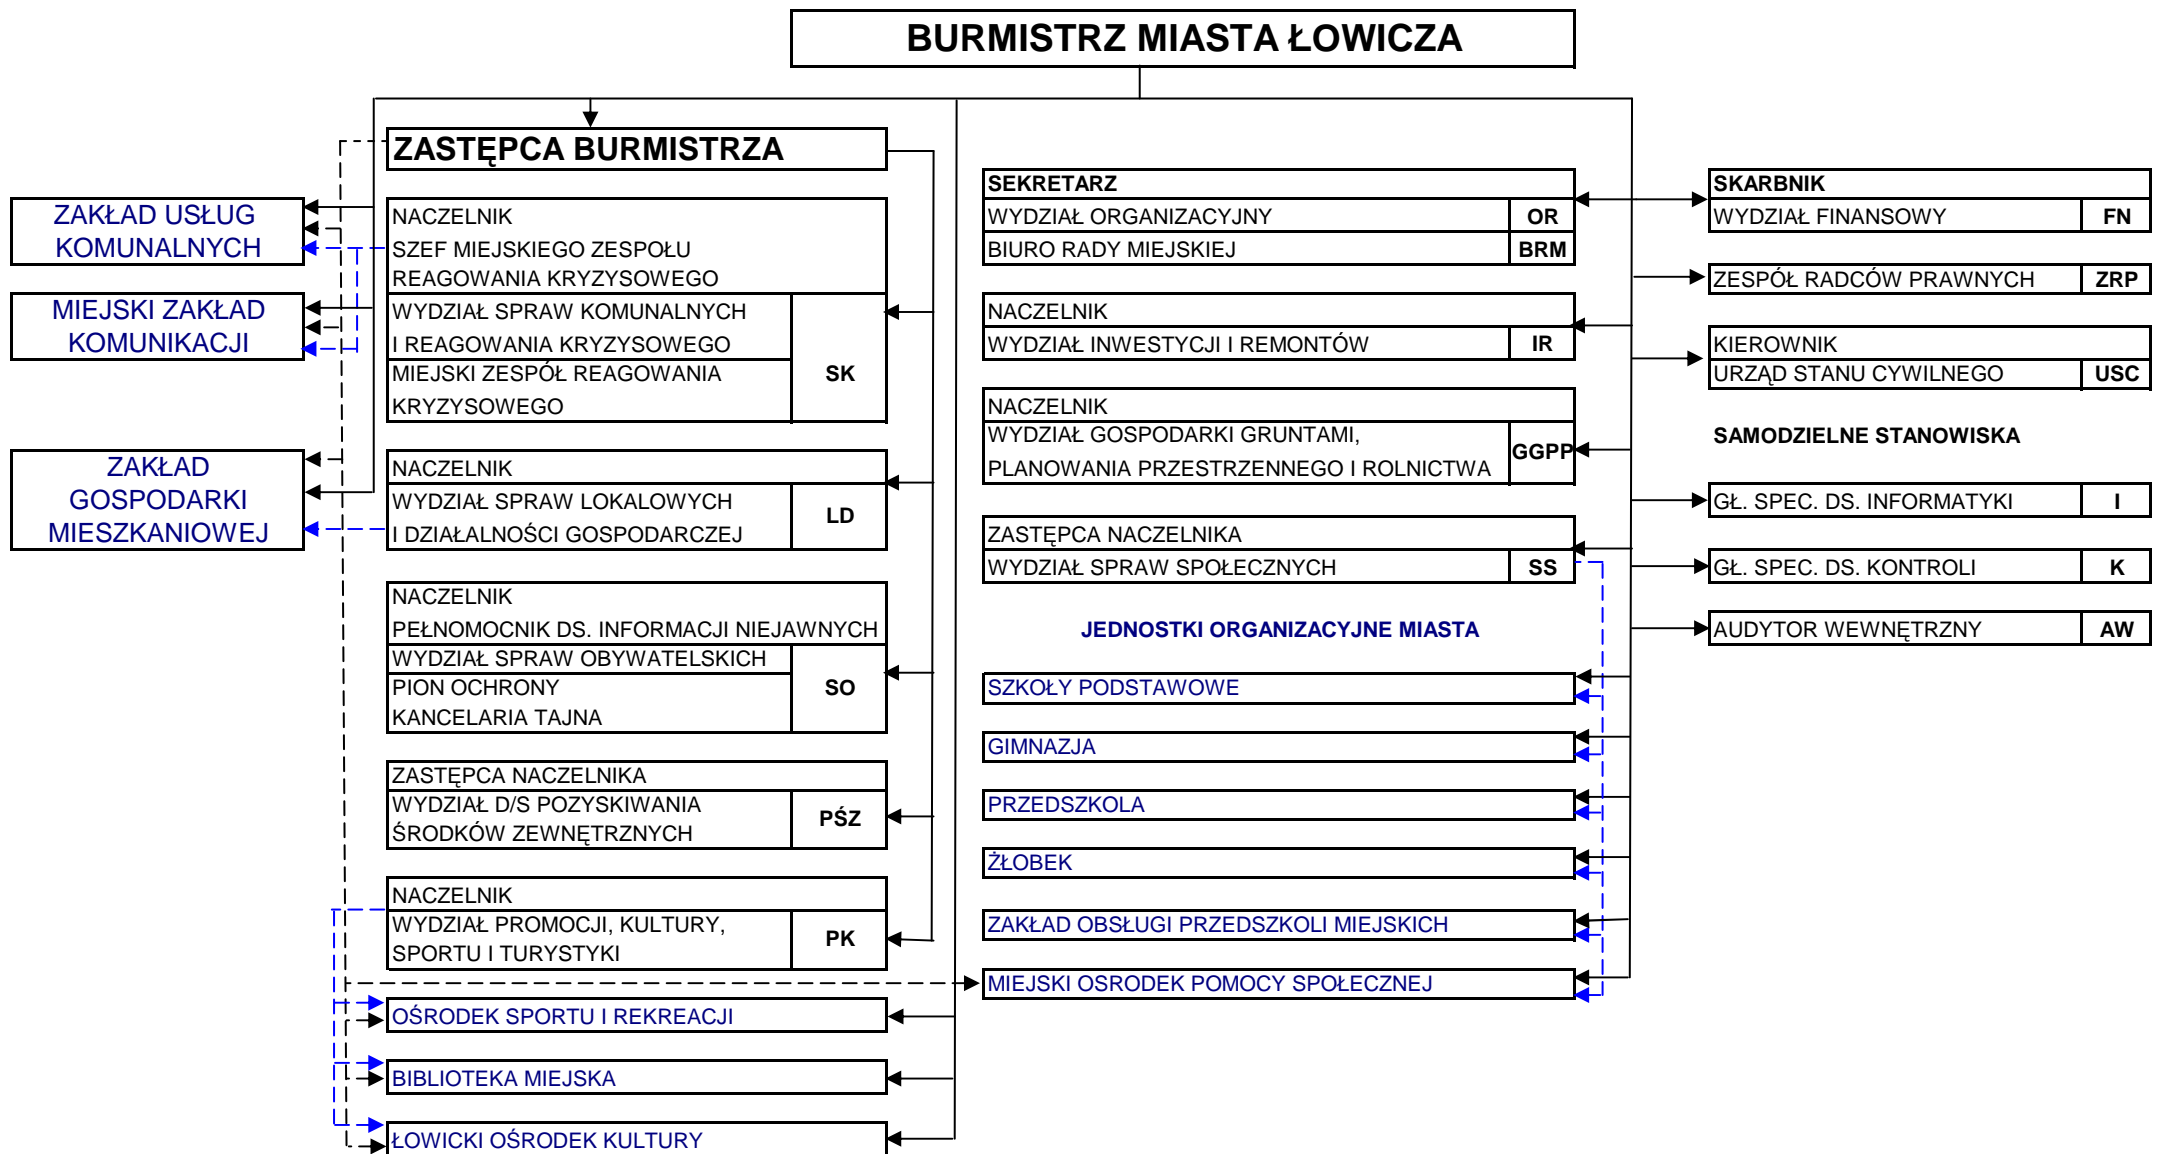 BURMISTRZ MIASTA ŁOWICZA
ZASTĘPCA BURMISTRZA
ZAKŁAD USŁUG
KOMUNALNYCH
MIEJSKI ZAKŁAD
KOMUNIKACJI
ZAKŁAD
GOSPODARKI
MIESZKANIOWEJ
NACZELNIK
SZEF MIEJSKIEGO ZESPOŁU
REAGOWANIA KRYZYSOWEGO
WYDZIAŁ SPRAW KOMUNALNYCH
I REAGOWANIA KRYZYSOWEGO
MIEJSKI ZESPÓŁ REAGOWANIA
KRYZYSOWEGO
SK
NACZELNIK
WYDZIAŁ SPRAW LOKALOWYCH
I DZIAŁALNOŚCI GOSPODARCZEJ
LD
NACZELNIK
PEŁNOMOCNIK DS. INFORMACJI NIEJAWNYCH
WYDZIAŁ SPRAW OBYWATELSKICH
PION OCHRONY
KANCELARIA TAJNA
SO
ZASTĘPCA NACZELNIKA
WYDZIAŁ D/S POZYSKIWANIA
ŚRODKÓW ZEWNĘTRZNYCH
PŚZ
NACZELNIK
WYDZIAŁ PROMOCJI, KULTURY,
SPORTU I TURYSTYKI
PK
OŚRODEK SPORTU I REKREACJI
BIBLIOTEKA MIEJSKA
ŁOWICKI OŚRODEK KULTURY
SEKRETARZ
WYDZIAŁ ORGANIZACYJNY OR
BIURO RADY MIEJSKIEJ BRM
NACZELNIK
WYDZIAŁ INWESTYCJI I REMONTÓW IR
NACZELNIK
WYDZIAŁ GOSPODARKI GRUNTAMI,
PLANOWANIA PRZESTRZENNEGO I ROLNICTWA
GGPP
ZASTĘPCA NACZELNIKA
WYDZIAŁ SPRAW SPOŁECZNYCH SS
JEDNOSTKI ORGANIZACYJNE MIASTA
SZKOŁY PODSTAWOWE
GIMNAZJA
PRZEDSZKOLA
ŻŁOBEK
ZAKŁAD OBSŁUGI PRZEDSZKOLI MIEJSKICH
MIEJSKI OSRODEK POMOCY SPOŁECZNEJ
SKARBNIK
WYDZIAŁ FINANSOWY FN
ZESPÓŁ RADCÓW PRAWNYCH ZRP
KIEROWNIK
URZĄD STANU CYWILNEGO USC
SAMODZIELNE STANOWISKA
GŁ. SPEC. DS. INFORMATYKI I
GŁ. SPEC. DS. KONTROLI K
AUDYTOR WEWNĘTRZNY AW